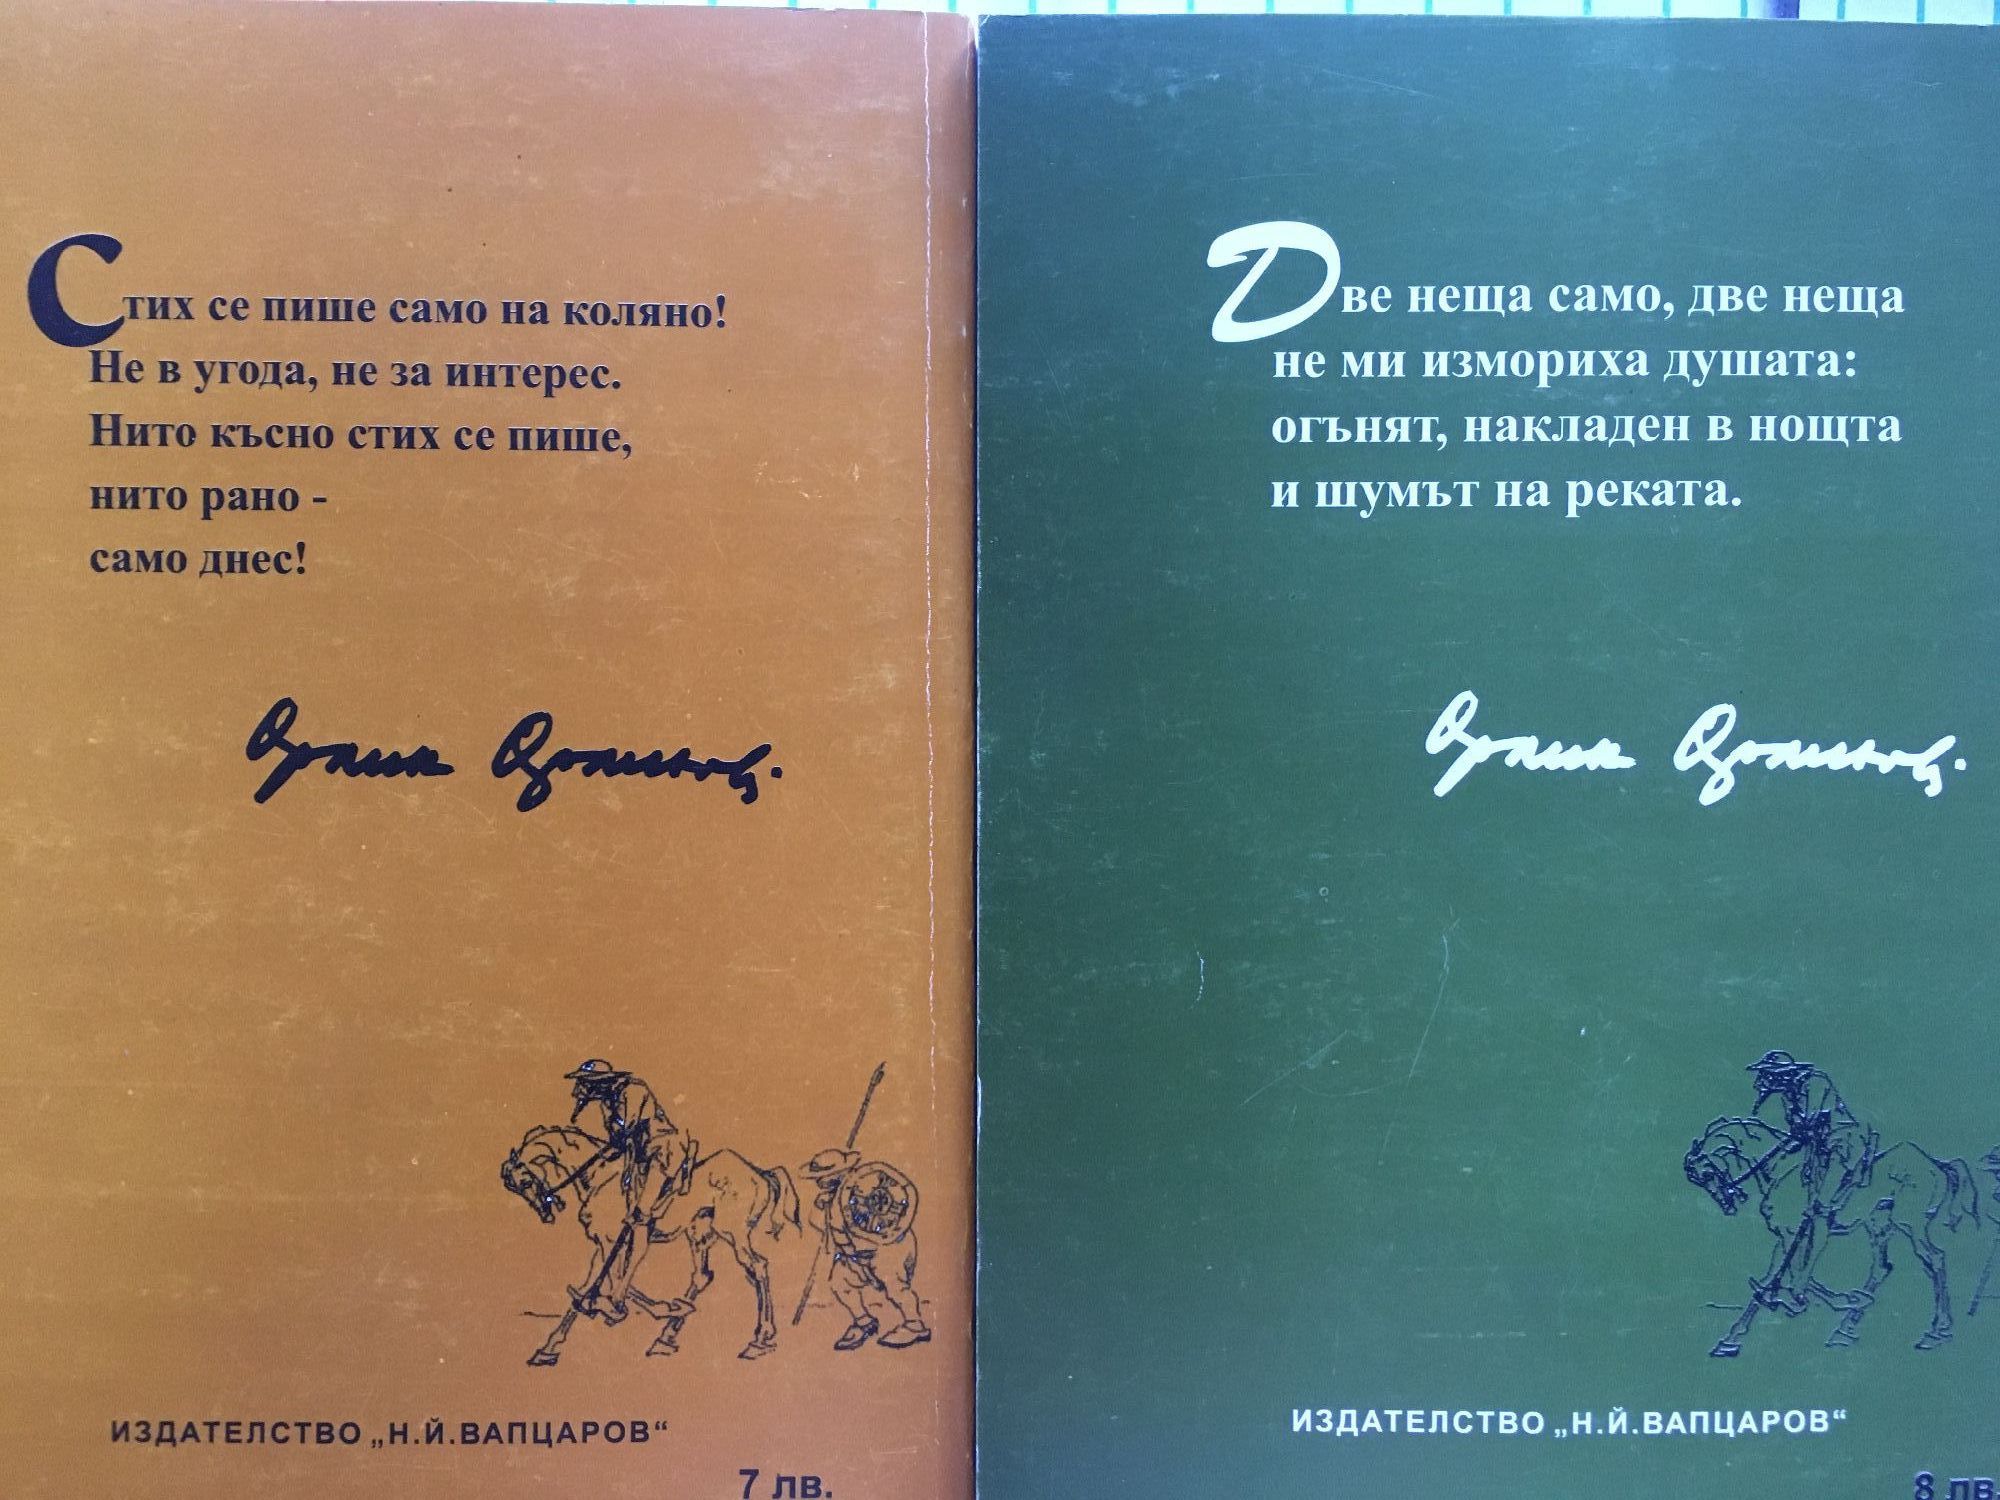 Стих се пише само на коляно!
Не в угода, не за интерес.
Нито късно стих се пише,
нито рано -
само днес!
ИЗДАТЕЛСТВО „Н.Й.ВАПЦАРОВ“
7 лв.
Две неща само, две неща
не ми измориха душата:
огънят, накладен в нощта
и шумът на реката.
ИЗДАТЕЛСТВО „Н.Й.ВАПЦАРОВ“
8 лв.